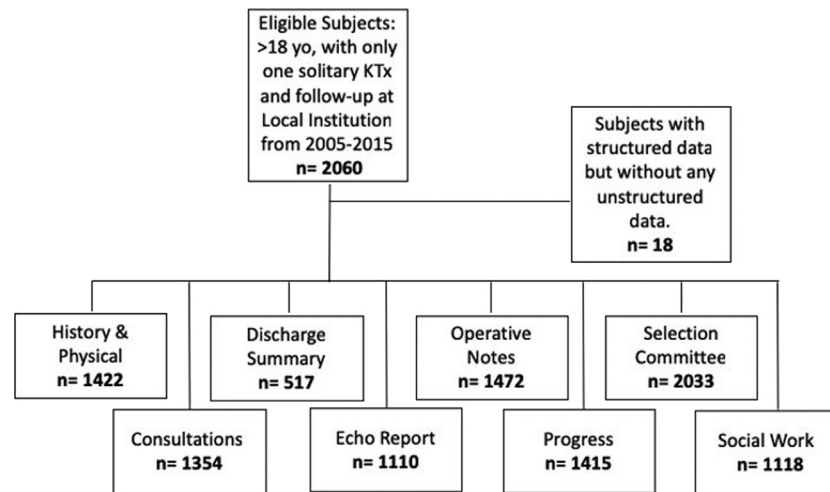 Eligible Subjects:
>18 yo, with only
one solitary KTx
and follow-up at
Local Institution
from 2005-2015
n= 2060
Subjects with
structured data
but without any
unstructured
data.
n= 18
History &
Physical
n= 1422
Discharge
Summary
n= 517
Operative
Notes
n= 1472
Selection
Committee
n= 2033
Consultations
n= 1354
Echo Report
n= 1110
Progress
n= 1415
Social Work
n= 1118